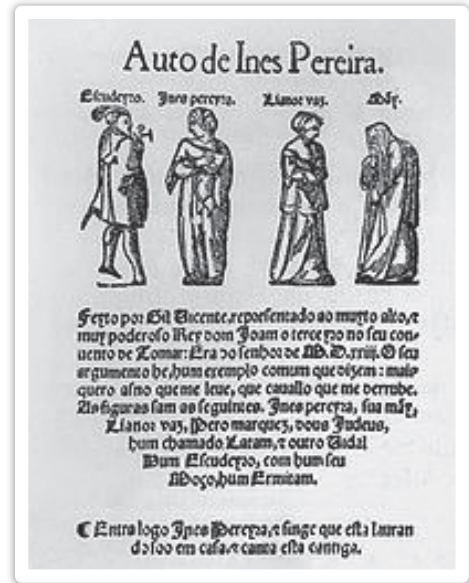 Auto de Ines Pereira.
Escudeyro. Ines pereyra. Lianor vaz. Mãy.
Feyto por Gil Vicente, representado ao muyto alto, ⁊
muy poderoso Rey dom Joam o terceyro no seu con-
uento de Tomar: Era do senhor de M. D. xxiij. O seu
argumento he, hum exemplo comum que dizem: mais
quero asno que me leue, que cauallo que me derrube.
As figuras sam as seguintes. Ines pereyra, sua mãy,
Lianor vaz, Pero marquez, dous Judeus,
hum chamado Latam, ⁊ outro Uidal
Hum Escudeyro, com hum seu
Moço, hum Ermitam.
☾ Entra logo Ines Pereyra, ⁊ finge que esta lauran
do soo em casa, ⁊ canta esta cantiga.